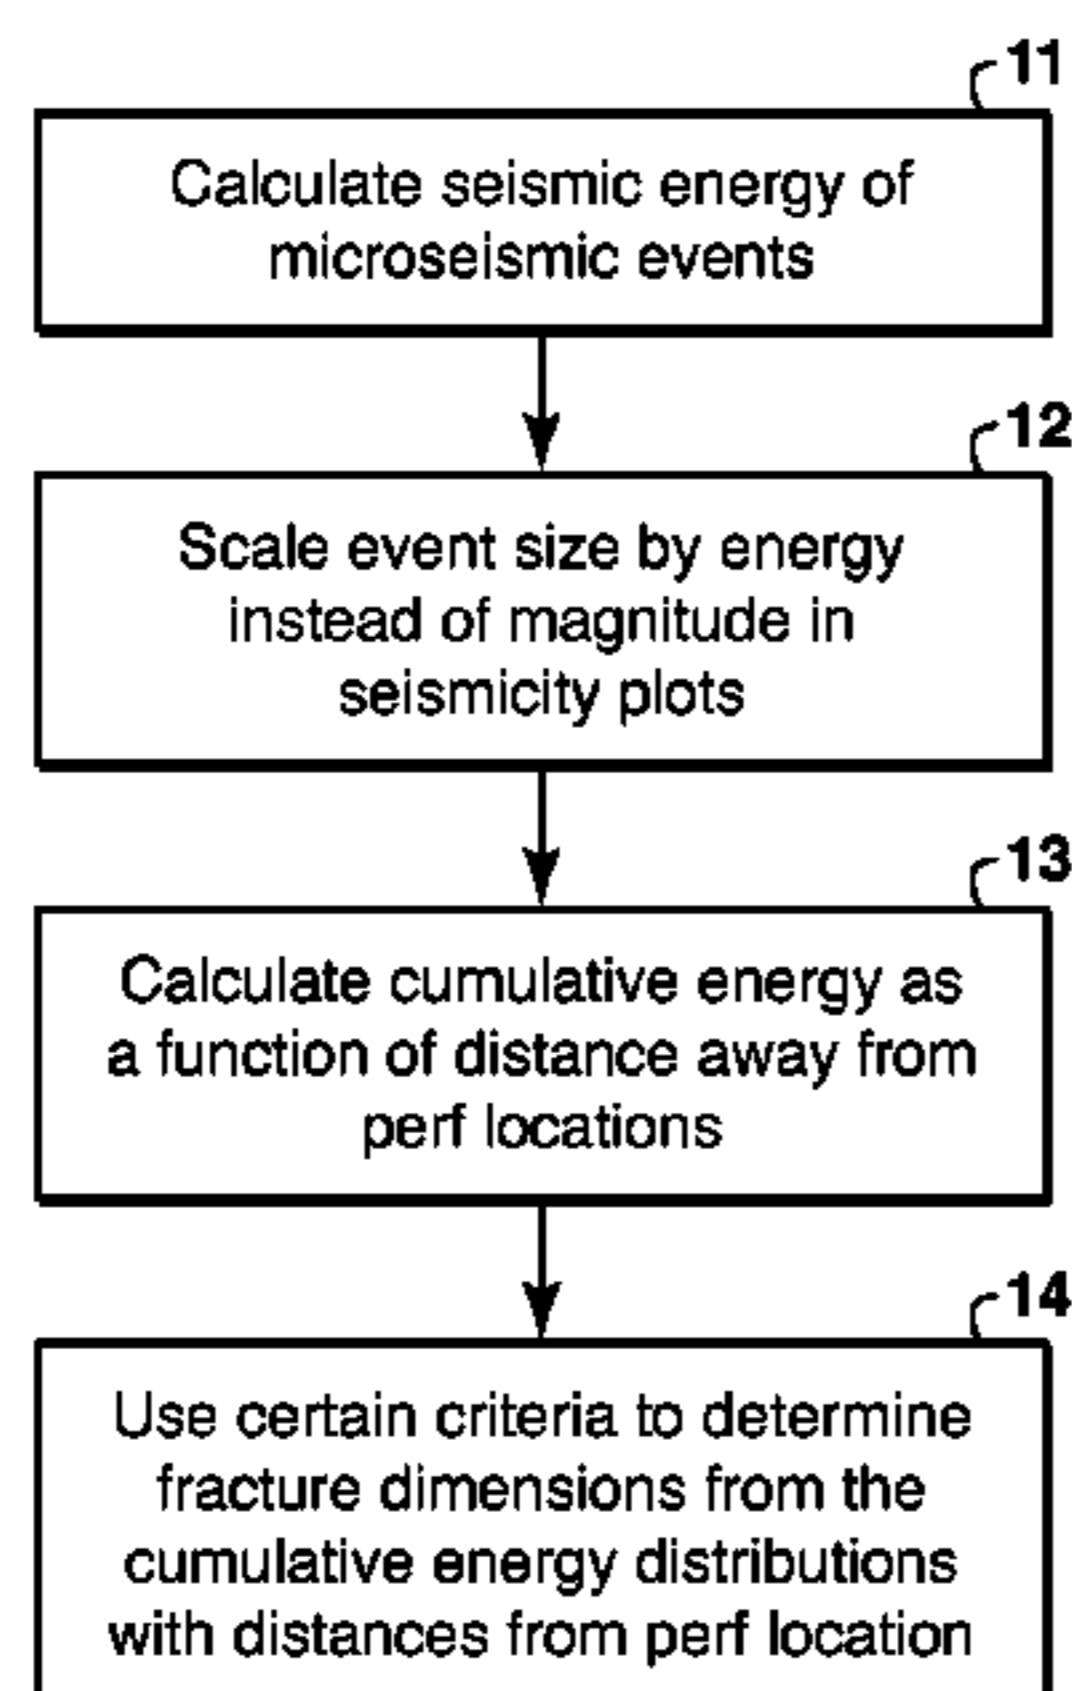 11
Calculate seismic energy of
microseismic events
12
Scale event size by energy
instead of magnitude in
seismicity plots
13
Calculate cumulative energy as
a function of distance away from
perf locations
14
Use certain criteria to determine
fracture dimensions from the
cumulative energy distributions
with distances from perf location